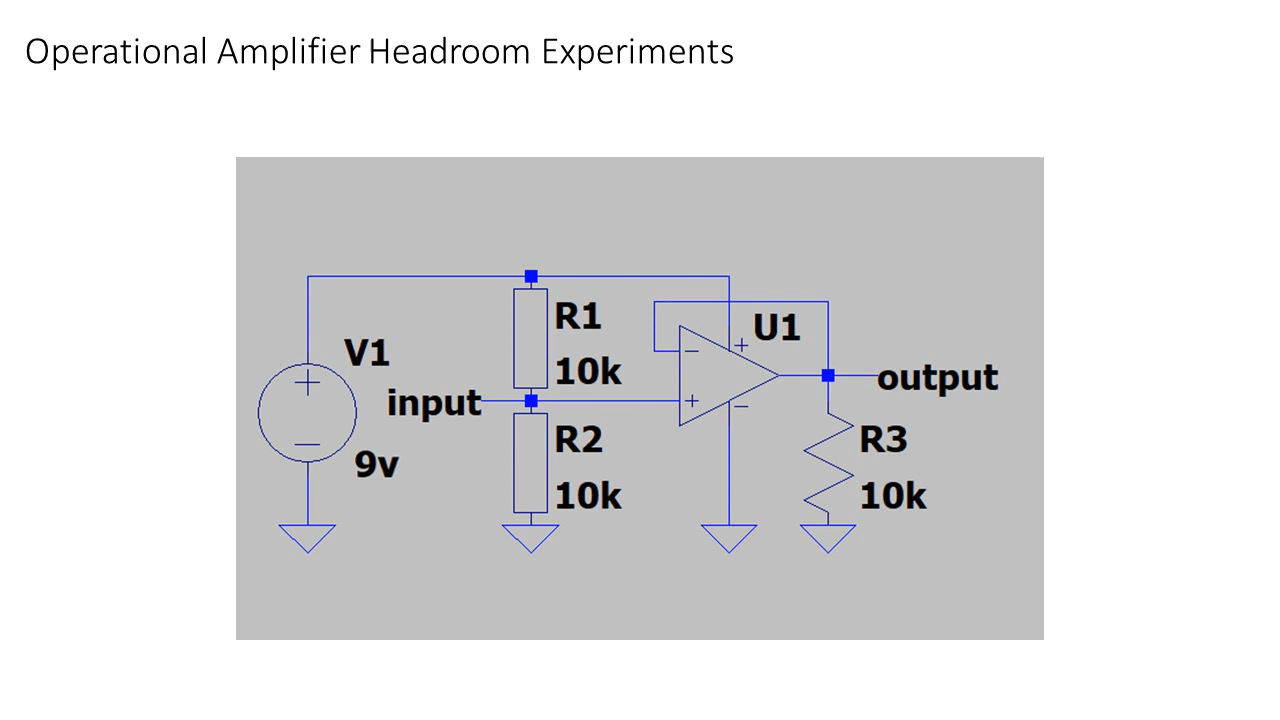 Operational Amplifier Headroom Experiments
V1
9v
input
R1
10k
R2
10k
U1
output
R3
10k